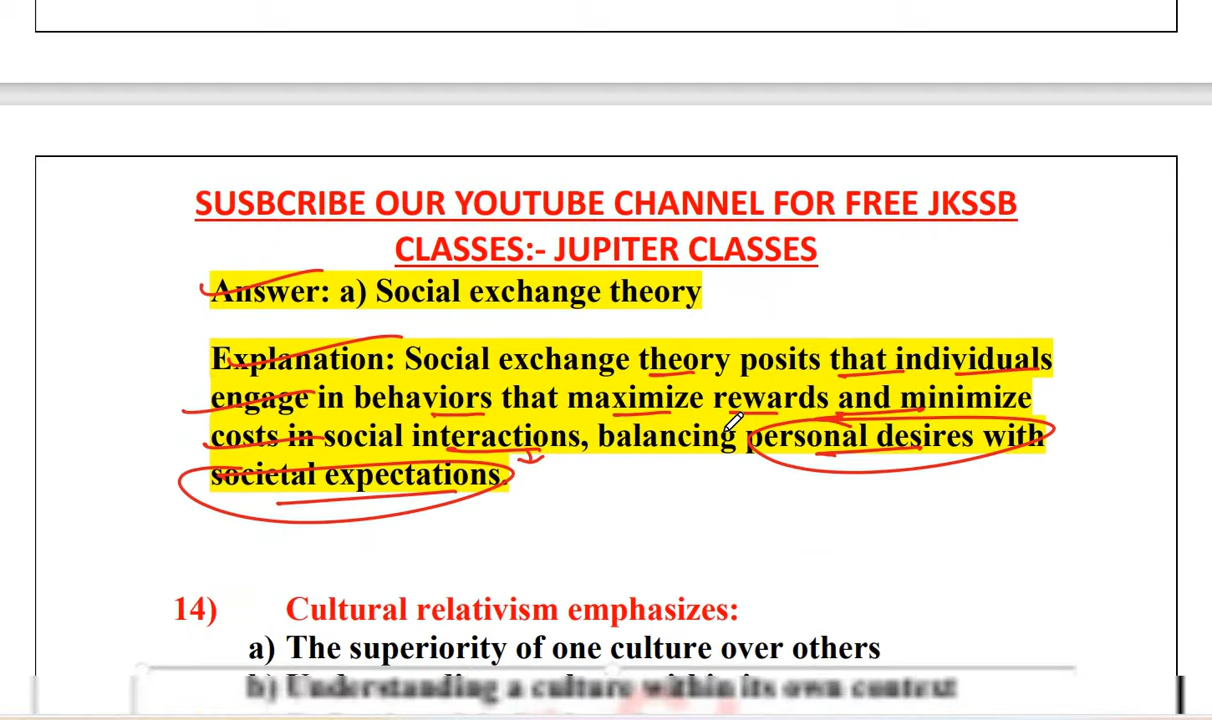 SUSBCRIBE OUR YOUTUBE CHANNEL FOR FREE JKSSB
CLASSES:- JUPITER CLASSES
Answer: a) Social exchange theory
Explanation: Social exchange theory posits that individuals
engage in behaviors that maximize rewards and minimize
costs in social interactions, balancing personal desires with
societal expectations.
14) Cultural relativism emphasizes:
a) The superiority of one culture over others
b) Understanding a culture within its own context